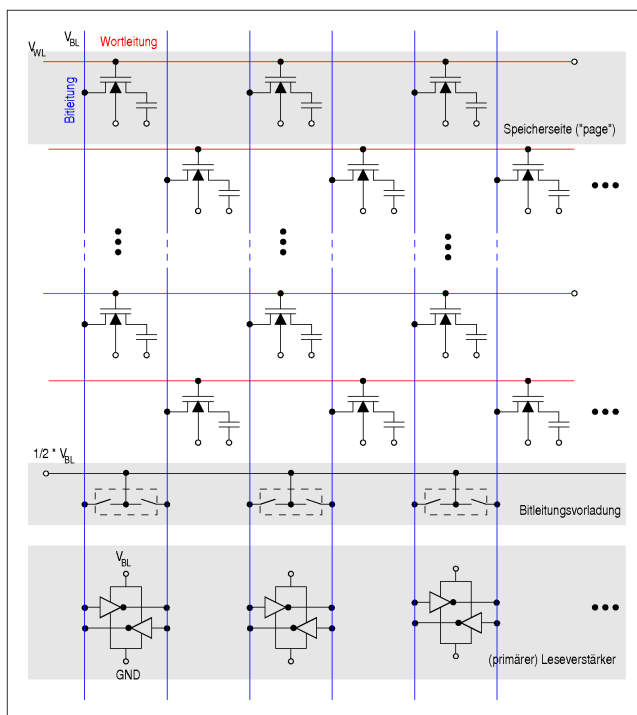 V_BL
V_WL
Wortleitung
Bitleitung
Speicherseite ("page")
1/2 * V_BL
Bitleitungsvorladung
V_BL
GND
(primärer) Leseverstärker